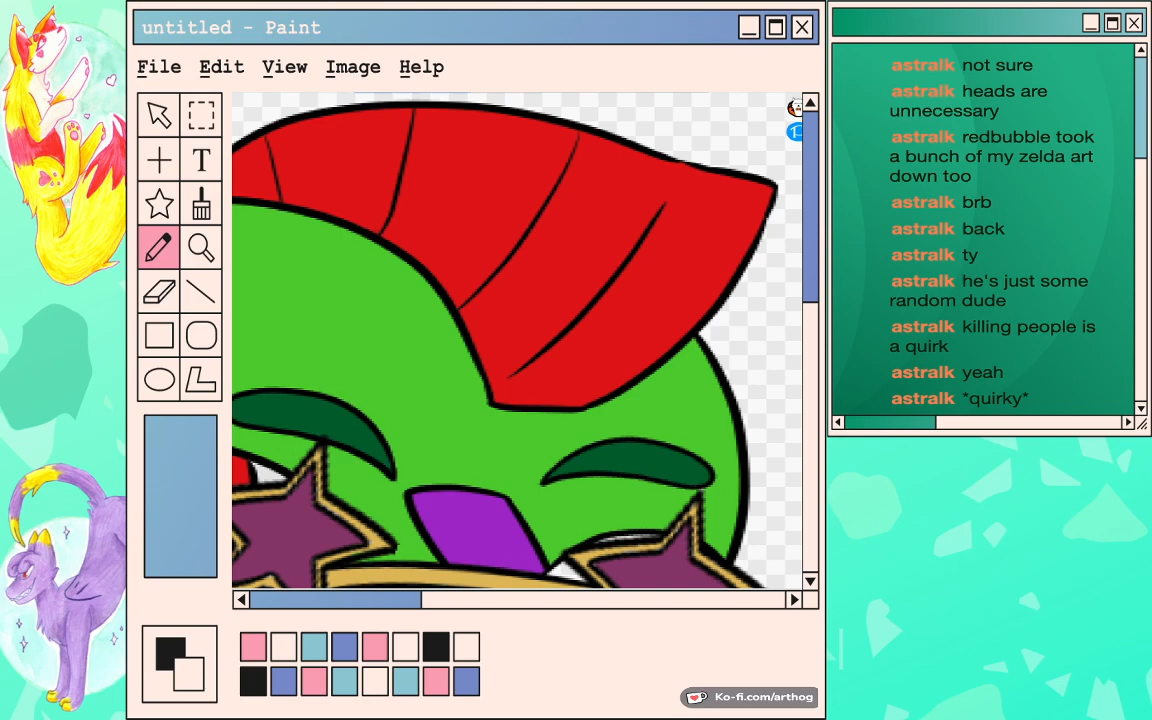 untitled - Paint
File Edit View Image Help
T
Ko-fi.com/arthog
astralk not sure
astralk heads are
unnecessary
astralk redbubble took
a bunch of my zelda art
down too
astralk brb
astralk back
astralk ty
astralk he's just some
random dude
astralk killing people is
a quirk
astralk yeah
astralk *quirky*